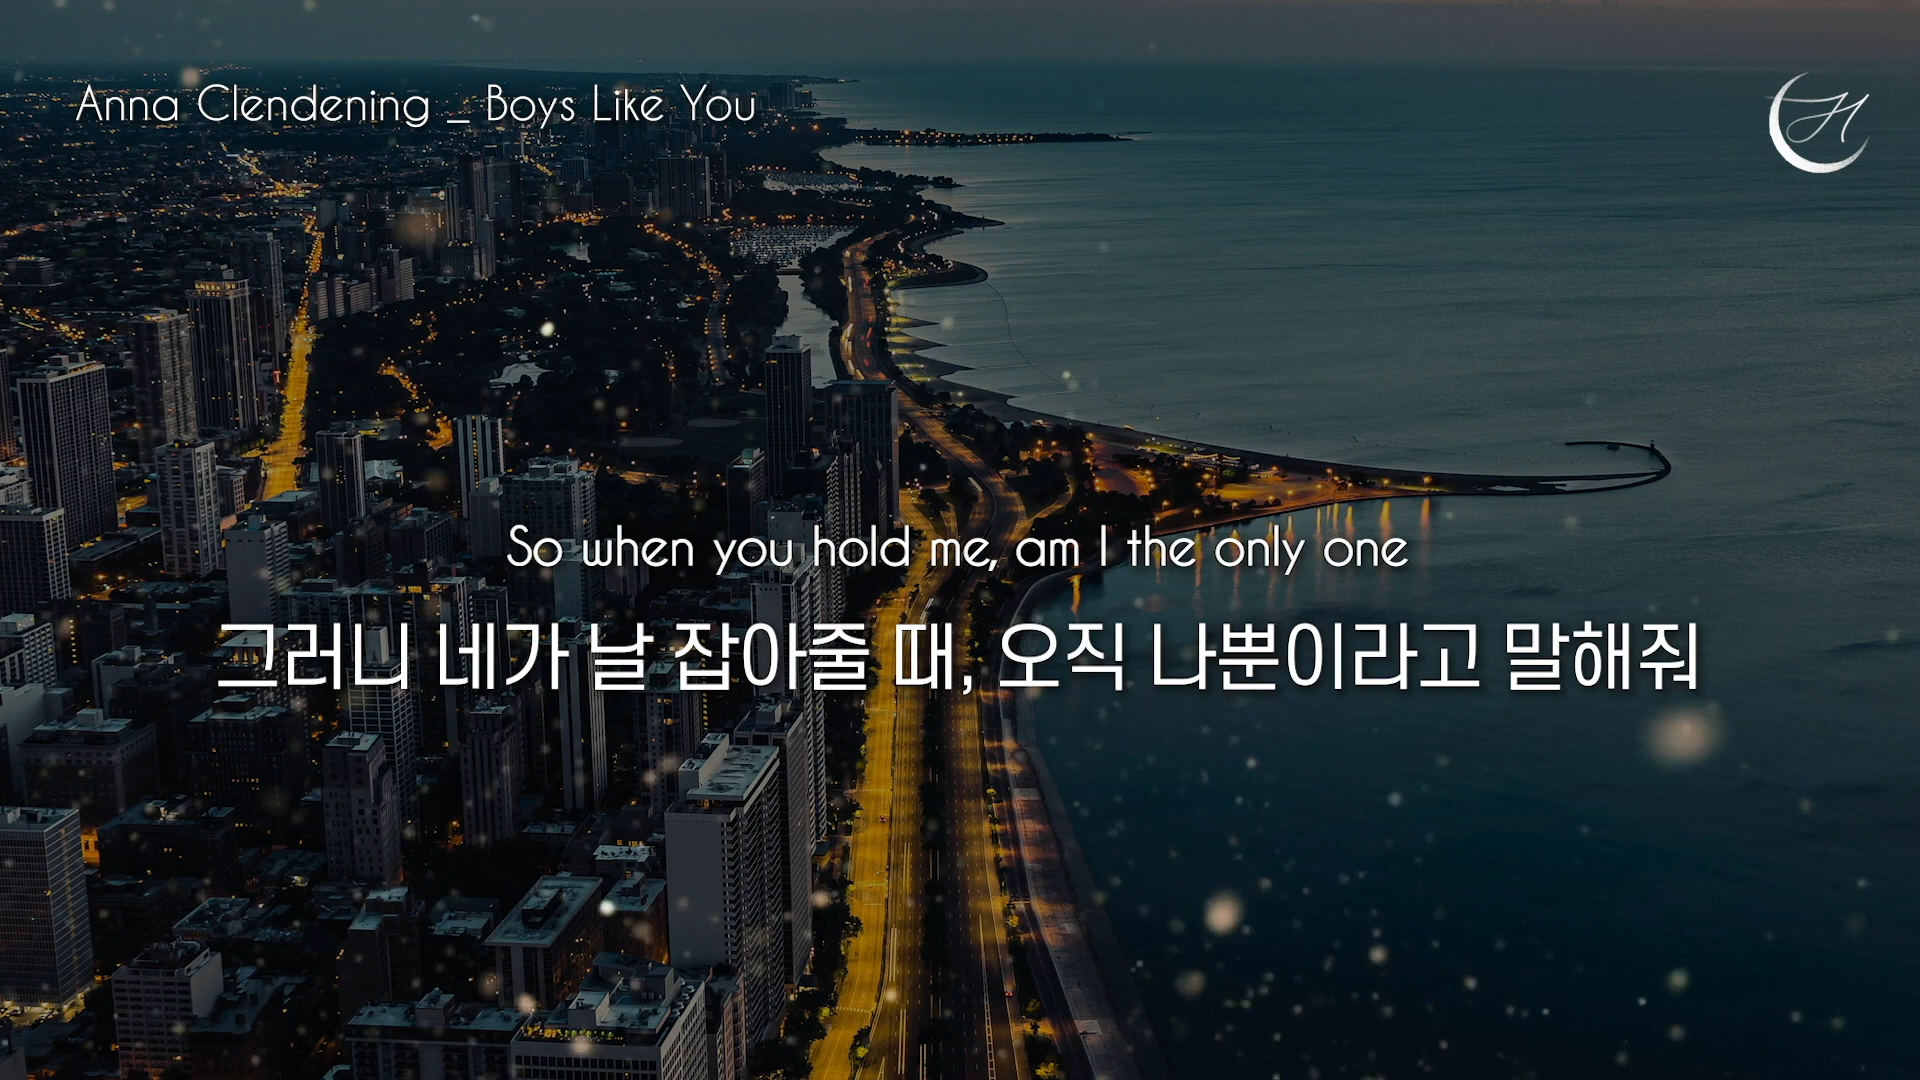 Anna Clendening _ Boys Like You
So when you hold me, am I the only one
그러니 네가 날 잡아줄 때, 오직 나뿐이라고 말해줘